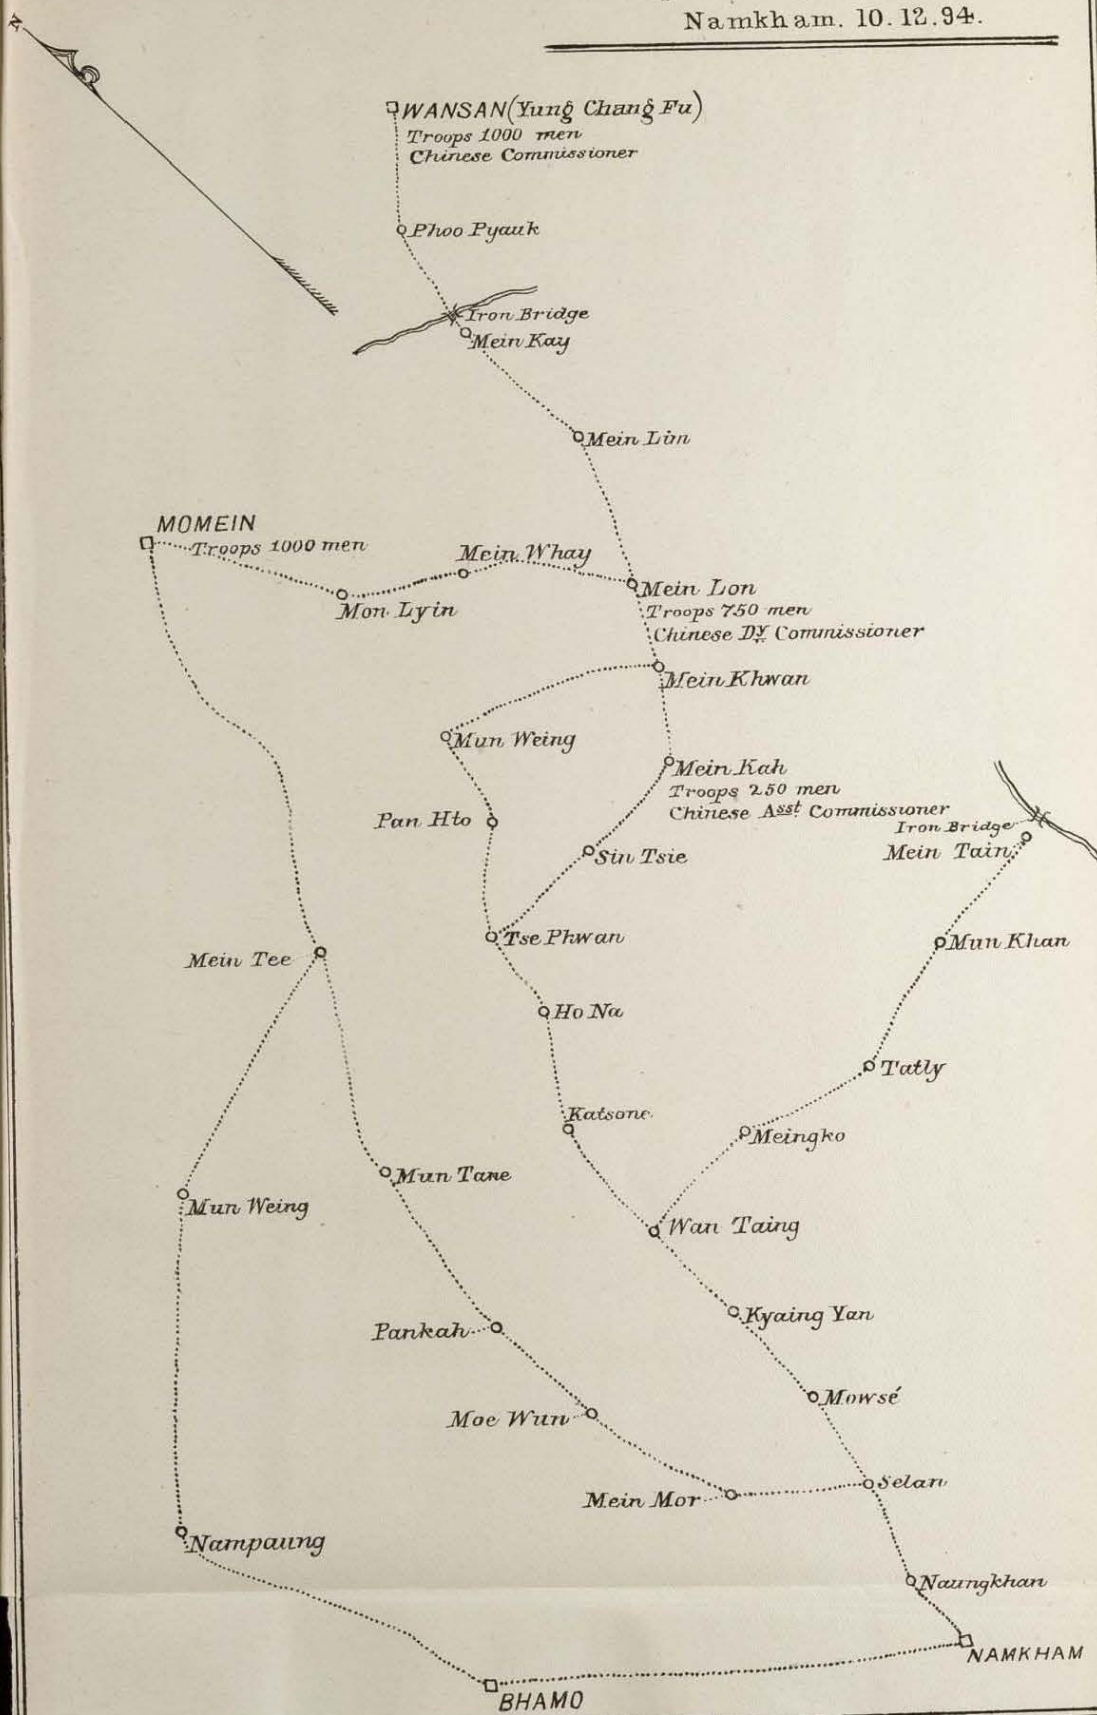 Namkham. 10.12.94.
N
WANSAN (Yung Chang Fu)
Troops 1000 men
Chinese Commissioner
Phoo Pyauk
Iron Bridge
Mein Kay
Mein Lim
MOMEIN
Troops 1000 men
Mein Whay
Mon Lyin
Mein Lon
Troops 750 men
Chinese Dy. Commissioner
Mein Khwan
Mun Weing
Mein Kah
Troops 250 men
Chinese Asst. Commissioner
Pan Hto
Iron Bridge
Mein Tain
Sin Tsie
Tse Phwan
Mun Khan
Mein Tee
Ho Na
Tatly
Katsone
Meingko
Mun Tane
Mun Weing
Wan Taing
Kyaing Yan
Pankah
Mowsé
Moe Wun
Selan
Mein Mor
Nampaung
Naungkhan
NAMKHAM
BHAMO